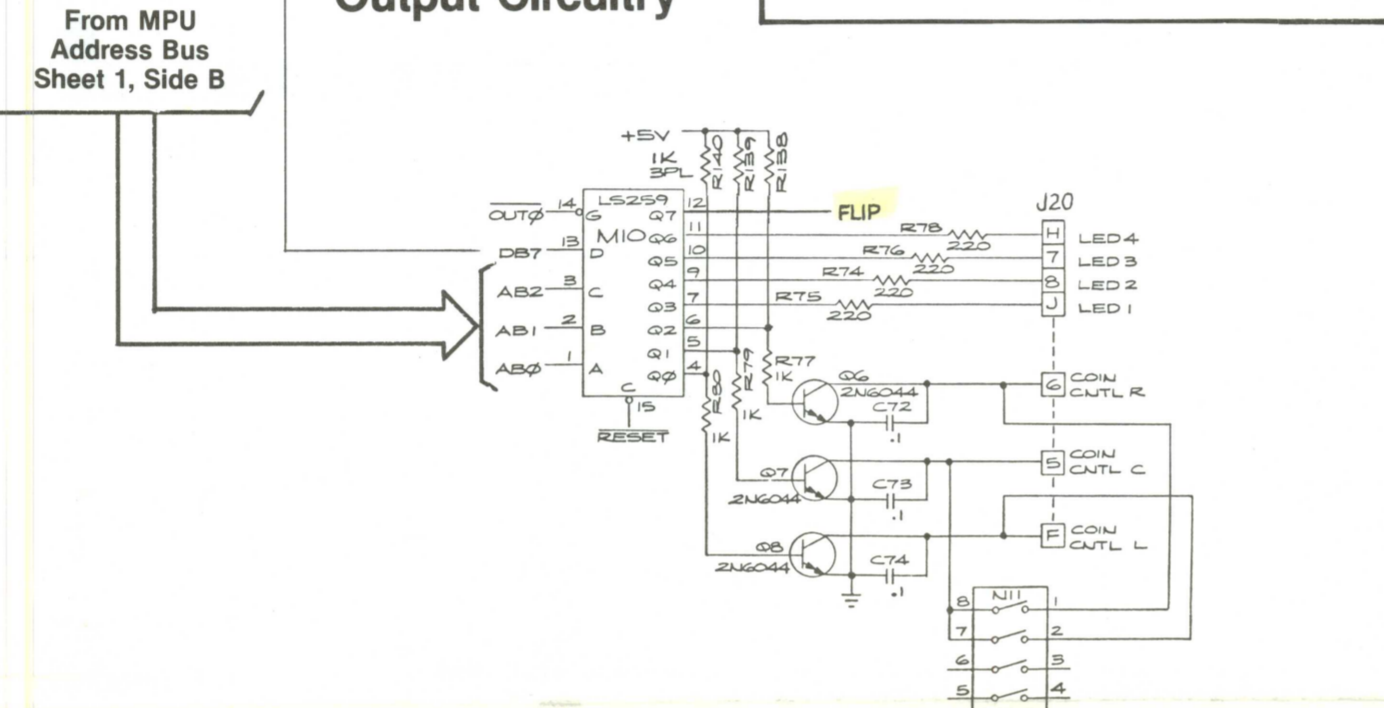 Output Circuitry
From MPU
Address Bus
Sheet 1, Side B
+5V
1K
3PL
R140
R139
R138
LS259
M10
OUTØ 14 G
DB7 13 D
AB2 3 C
AB1 2 B
ABØ 1 A
C
15
RESET
Q7 12 FLIP
Q6 11 R78 220 H LED 4
Q5 10 R76 220 7 LED 3
Q4 9 R74 220 8 LED 2
Q3 7 R75 220 J LED 1
Q2 6
Q1 5
QØ 4
J20
R77
1K
R79
1K
R80
1K
Q6
2N6044
C72
.1
6 COIN
CNTL R
Q7
2N6044
C73
.1
5 COIN
CNTL C
Q8
2N6044
C74
.1
F COIN
CNTL L
N11
8 1
7 2
6 3
5 4